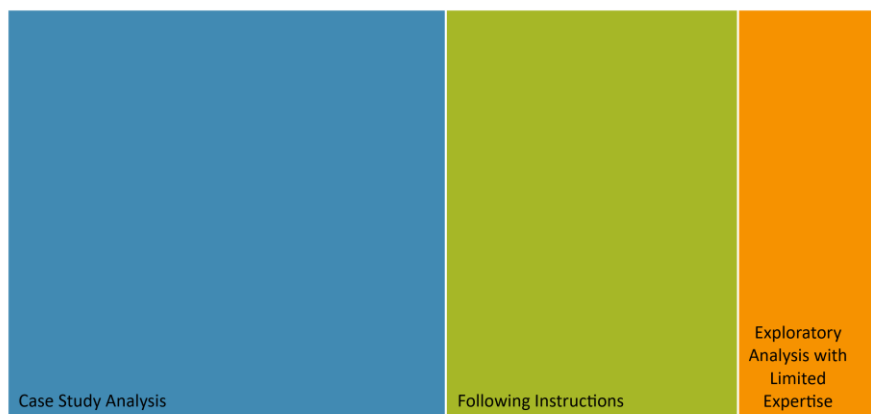 Case Study Analysis
Following Instructions
Exploratory
Analysis with
Limited
Expertise